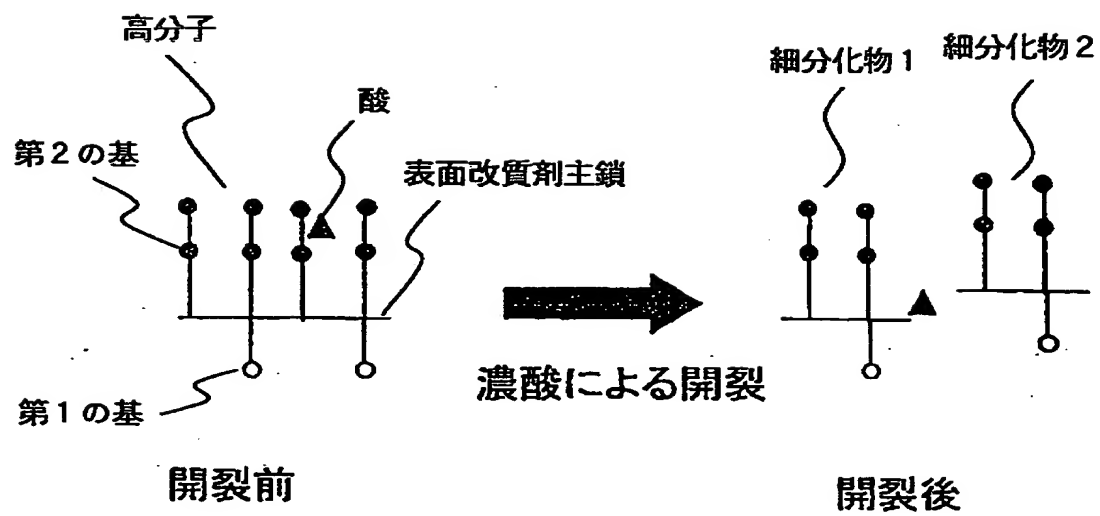 高分子
酸
第2の基
表面改質剤主鎖
第1の基
開裂前
濃酸による開裂
細分化物1
細分化物2
開裂後